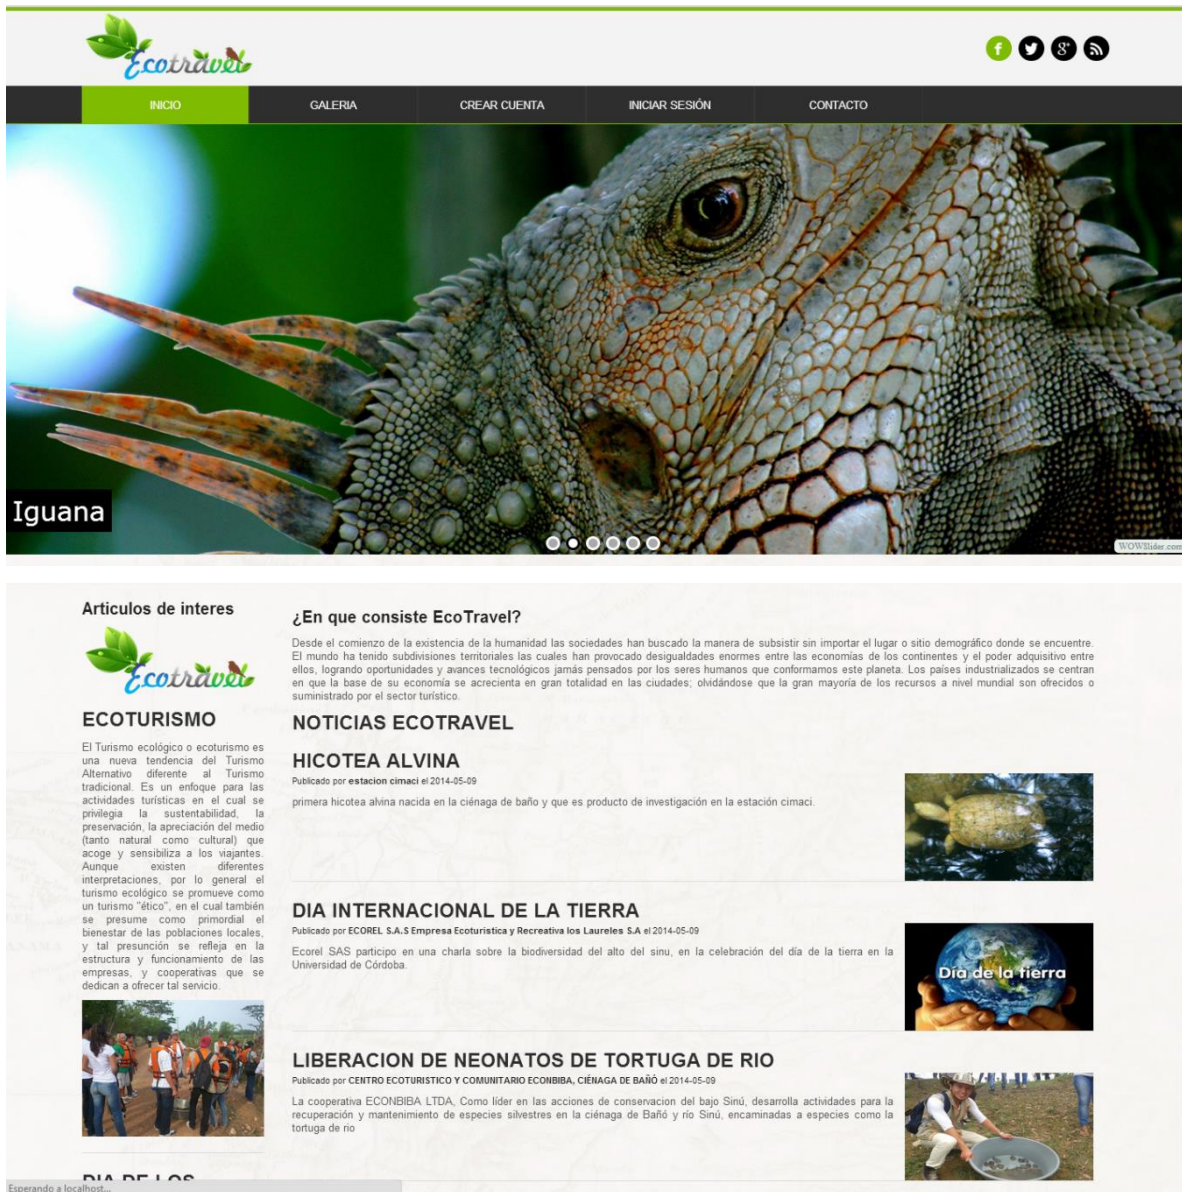 Ecotravel
INICIO
GALERIA
CREAR CUENTA
INICIAR SESIÓN
CONTACTO
Iguana
WOWSlider.com
Articulos de interes
Ecotravel
ECOTURISMO
El Turismo ecológico o ecoturismo es
una nueva tendencia del Turismo
Alternativo diferente al Turismo
tradicional. Es un enfoque para las
actividades turísticas en el cual se
privilegia la sustentabilidad, la
preservación, la apreciación del medio
(tanto natural como cultural) que
acoge y sensibiliza a los viajantes.
Aunque existen diferentes
interpretaciones, por lo general el
turismo ecológico se promueve como
un turismo "ético", en el cual también
se presume como primordial el
bienestar de las poblaciones locales,
y tal presunción se refleja en la
estructura y funcionamiento de las
empresas, y cooperativas que se
dedican a ofrecer tal servicio.
DIA DE LOS
¿En que consiste EcoTravel?
Desde el comienzo de la existencia de la humanidad las sociedades han buscado la manera de subsistir sin importar el lugar o sitio demográfico donde se encuentre.
El mundo ha tenido subdivisiones territoriales las cuales han provocado desigualdades enormes entre las economías de los continentes y el poder adquisitivo entre
ellos, logrando oportunidades y avances tecnológicos jamás pensados por los seres humanos que conformamos este planeta. Los países industrializados se centran
en que la base de su economía se acrecienta en gran totalidad en las ciudades; olvidándose que la gran mayoría de los recursos a nivel mundial son ofrecidos o
suministrado por el sector turístico.
NOTICIAS ECOTRAVEL
HICOTEA ALVINA
Publicado por estacion cimaci el 2014-05-09
primera hicotea alvina nacida en la ciénaga de baño y que es producto de investigación en la estación cimaci.
DIA INTERNACIONAL DE LA TIERRA
Publicado por ECOREL S.A.S Empresa Ecoturistica y Recreativa los Laureles S.A el 2014-05-09
Ecorel SAS participo en una charla sobre la biodiversidad del alto del sinu, en la celebración del día de la tierra en la
Universidad de Córdoba.
Día de la tierra
LIBERACION DE NEONATOS DE TORTUGA DE RIO
Publicado por CENTRO ECOTURISTICO Y COMUNITARIO ECONBIBA, CIÉNAGA DE BAÑÓ el 2014-05-09
La cooperativa ECONBIBA LTDA, Como líder en las acciones de conservacion del bajo Sinú, desarrolla actividades para la
recuperación y mantenimiento de especies silvestres en la ciénaga de Bañó y río Sinú, encaminadas a especies como la
tortuga de rio
Esperando a localhost...